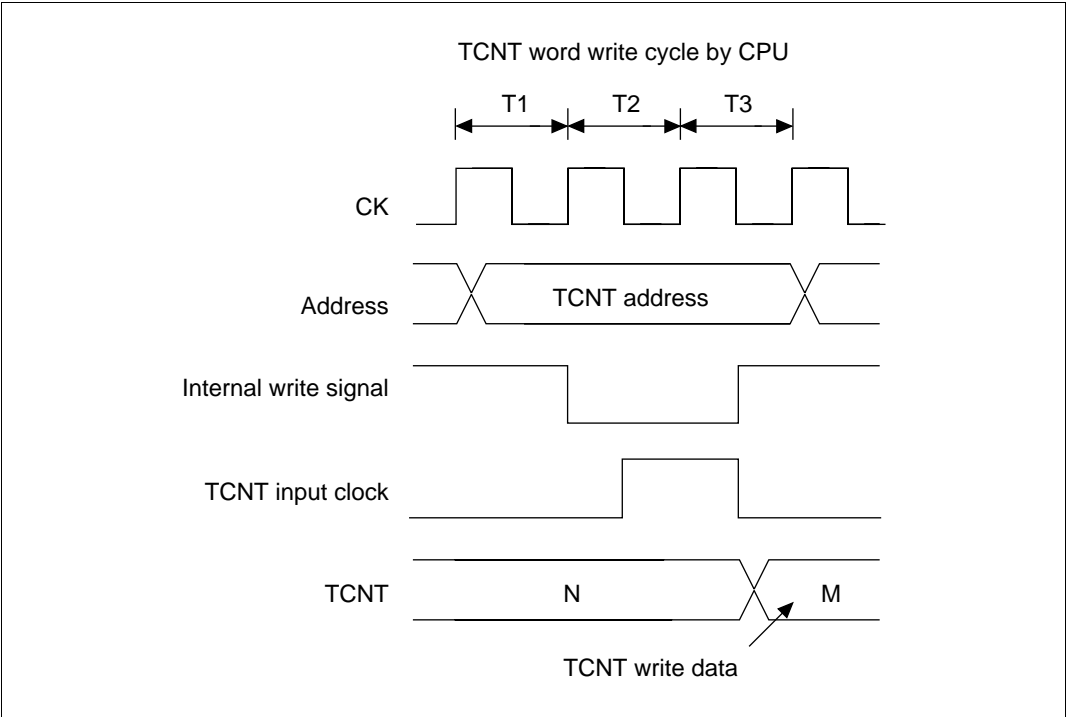 TCNT word write cycle by CPU
T1 T2 T3
CK
Address TCNT address
Internal write signal
TCNT input clock
TCNT N M
TCNT write data